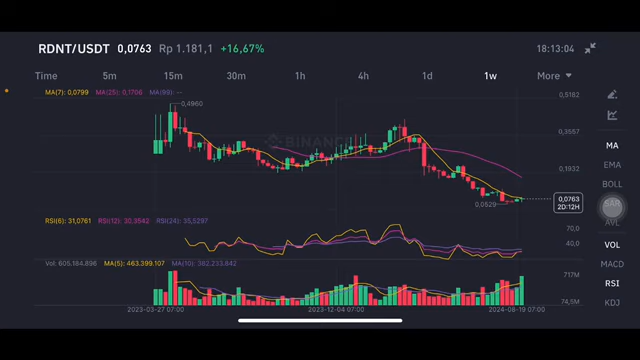 RDNT/USDT 0,0763 Rp 1.181,1 +16,67% 18:13:04
Time 5m 15m 30m 1h 4h 1d 1w More
MA(7): 0,0799 MA(25): 0,1766 MA(99): --
0,5182
0,4960
0,3557
BINANCE
0,1932
0,0763
2D:12H
0,0529
RSI(6): 31,0761 RSI(12): 30,3542 RSI(24): 35,5297
70,0
40,0
Vol: 605,184.896 MA(5): 463.399,107 MA(10): 382,233.842
717M
74,5M
2023-03-27 07:00 2023-12-04 07:00 2024-08-19 07:00
MA
EMA
BOLL
SAR
AVL
VOL
MACD
RSI
KDJ